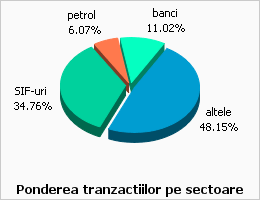 petrol
6.07%
banci
11.02%
SIF-uri
34.76%
altele
48.15%
Ponderea tranzactiilor pe sectoare